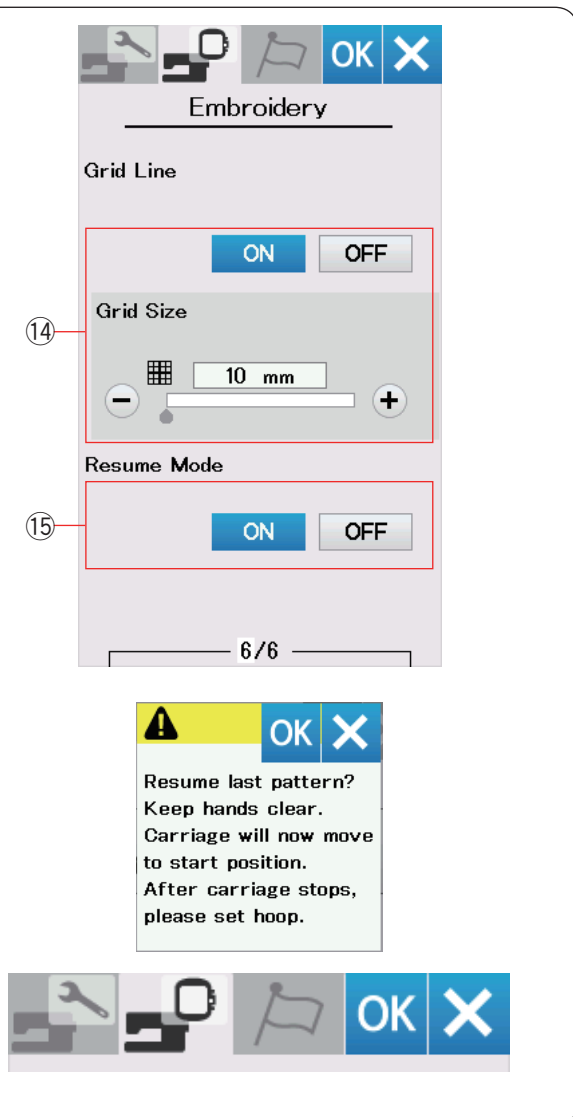 OK
Embroidery
Grid Line
ON OFF
⑭
Grid Size
10 mm
Resume Mode
⑮
ON OFF
6/6
OK
Resume last pattern?
Keep hands clear.
Carriage will now move
to start position.
After carriage stops,
please set hoop.
OK